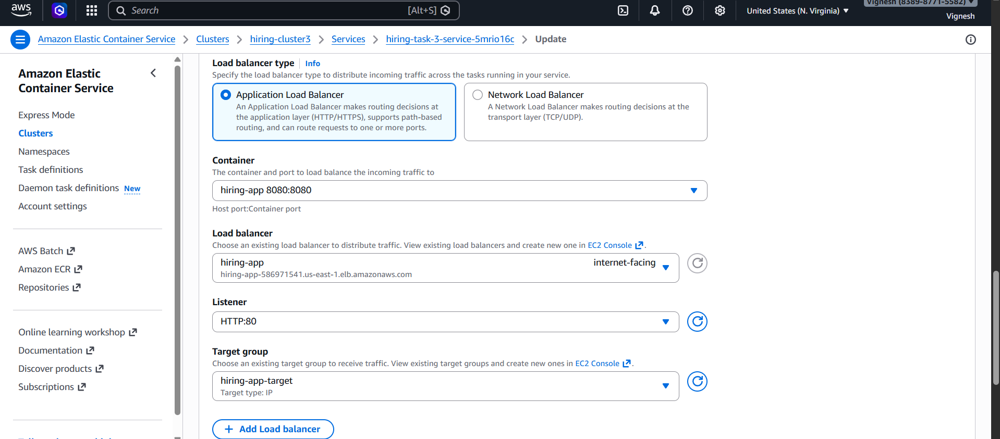 aws
Search
[Alt+S]
United States (N. Virginia)
Vignesh (8389-8771-5582)
Vignesh
Amazon Elastic Container Service
Clusters
hiring-cluster3
Services
hiring-task-3-service-5mrio16c
Update
Amazon Elastic
Container Service
Express Mode
Clusters
Namespaces
Task definitions
Daemon task definitions New
Account settings
AWS Batch
Amazon ECR
Repositories
Online learning workshop
Documentation
Discover products
Subscriptions
Load balancer type Info
Specify the load balancer type to distribute incoming traffic across the tasks running in your service.
Application Load Balancer
An Application Load Balancer makes routing decisions at
the application layer (HTTP/HTTPS), supports path-based
routing, and can route requests to one or more ports.
Network Load Balancer
A Network Load Balancer makes routing decisions at the
transport layer (TCP/UDP).
Container
The container and port to load balance the incoming traffic to
hiring-app 8080:8080
Host port:Container port
Load balancer
Choose an existing load balancer to distribute traffic. View existing load balancers and create new one in EC2 Console.
hiring-app internet-facing
hiring-app-586971541.us-east-1.elb.amazonaws.com
Listener
HTTP:80
Target group
Choose an existing target group to receive traffic. View existing target groups and create new ones in EC2 Console.
hiring-app-target
Target type: IP
+ Add Load balancer